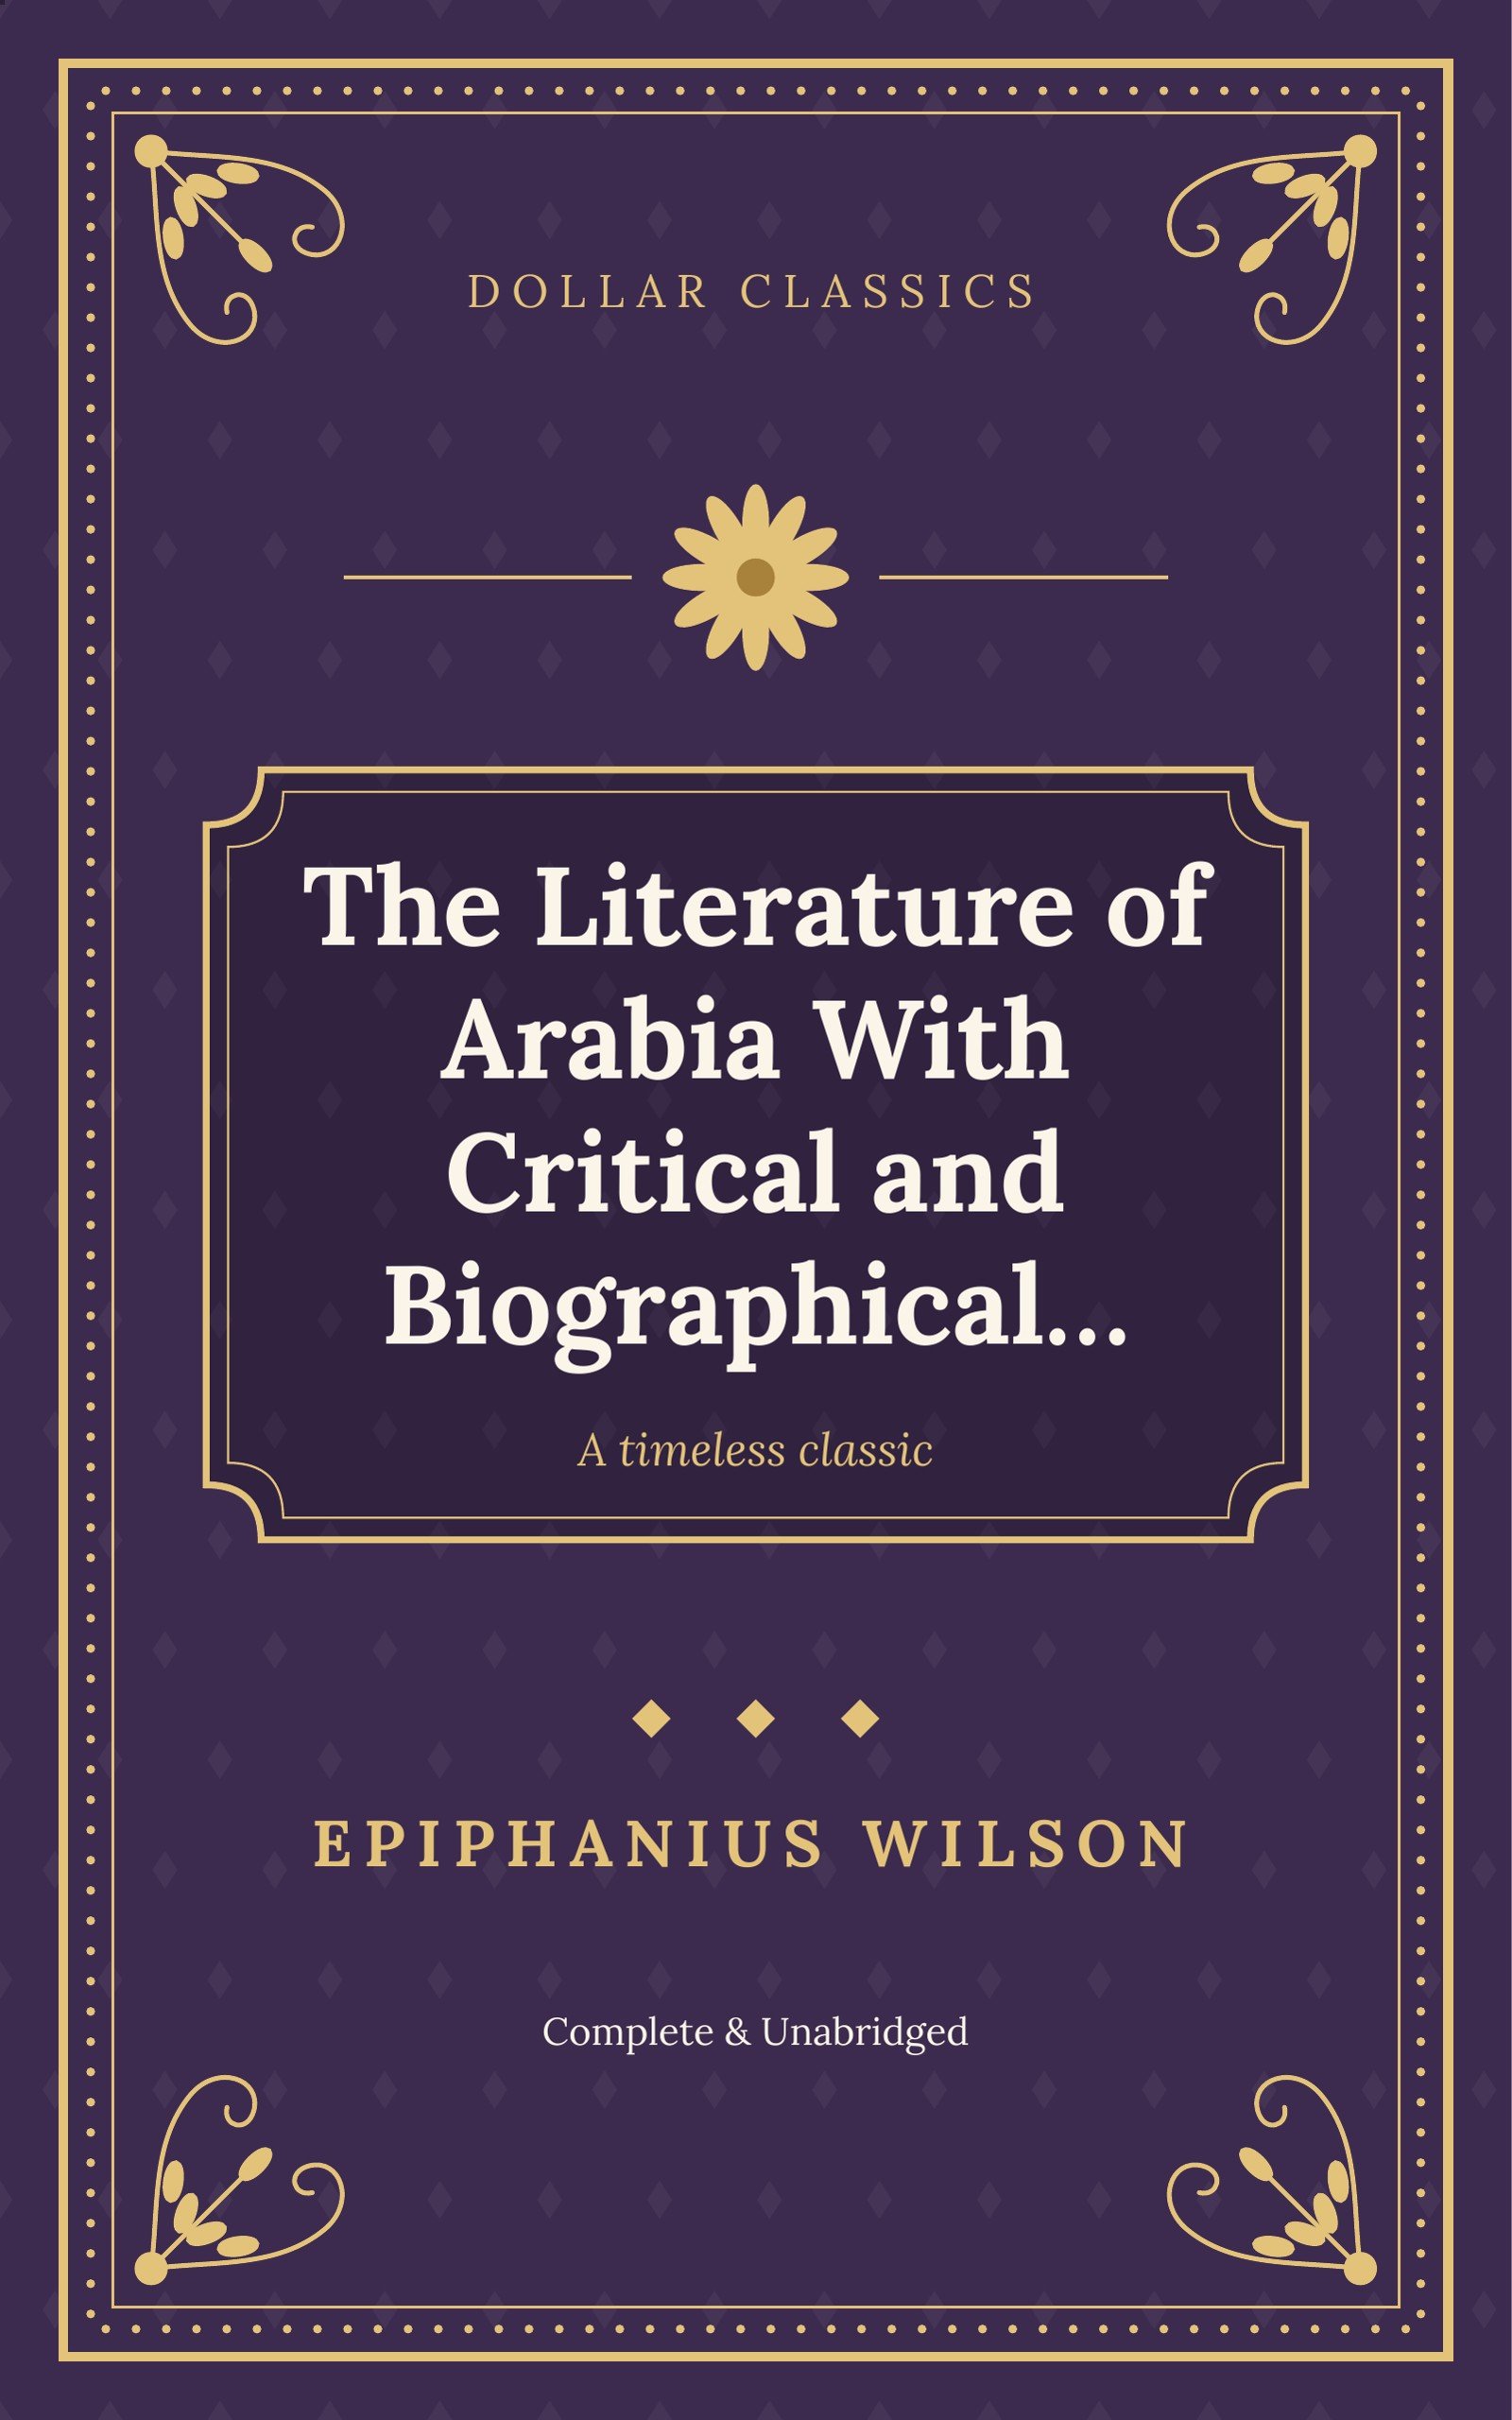 DOLLAR CLASSICS
The Literature of
Arabia With
Critical and
Biographical...
A timeless classic
EPIPHANIUS WILSON
Complete & Unabridged